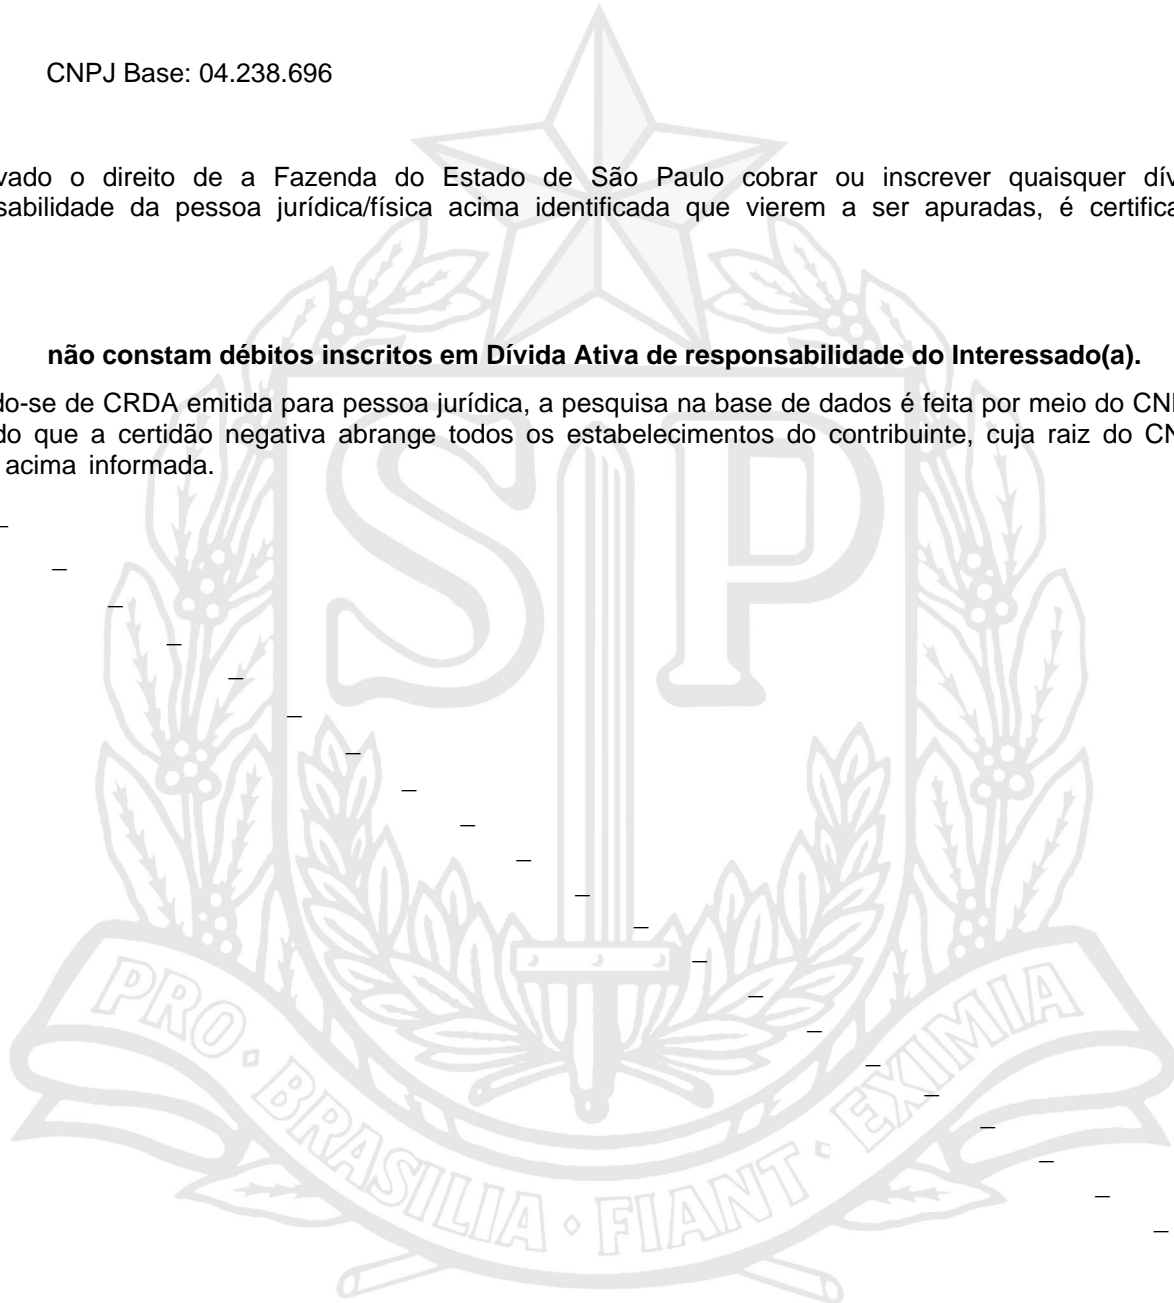 CNPJ Base: 04.238.696
vado o direito de a Fazenda do Estado de São Paulo cobrar ou inscrever quaisquer dív
sabilidade da pessoa jurídica/física acima identificada que vierem a ser apuradas, é certifica
não constam débitos inscritos em Dívida Ativa de responsabilidade do Interessado(a).
do-se de CRDA emitida para pessoa jurídica, a pesquisa na base de dados é feita por meio do CN
do que a certidão negativa abrange todos os estabelecimentos do contribuinte, cuja raiz do CN
acima informada.
SP
PRO • BRASILIA • FIANT • EXIMIA